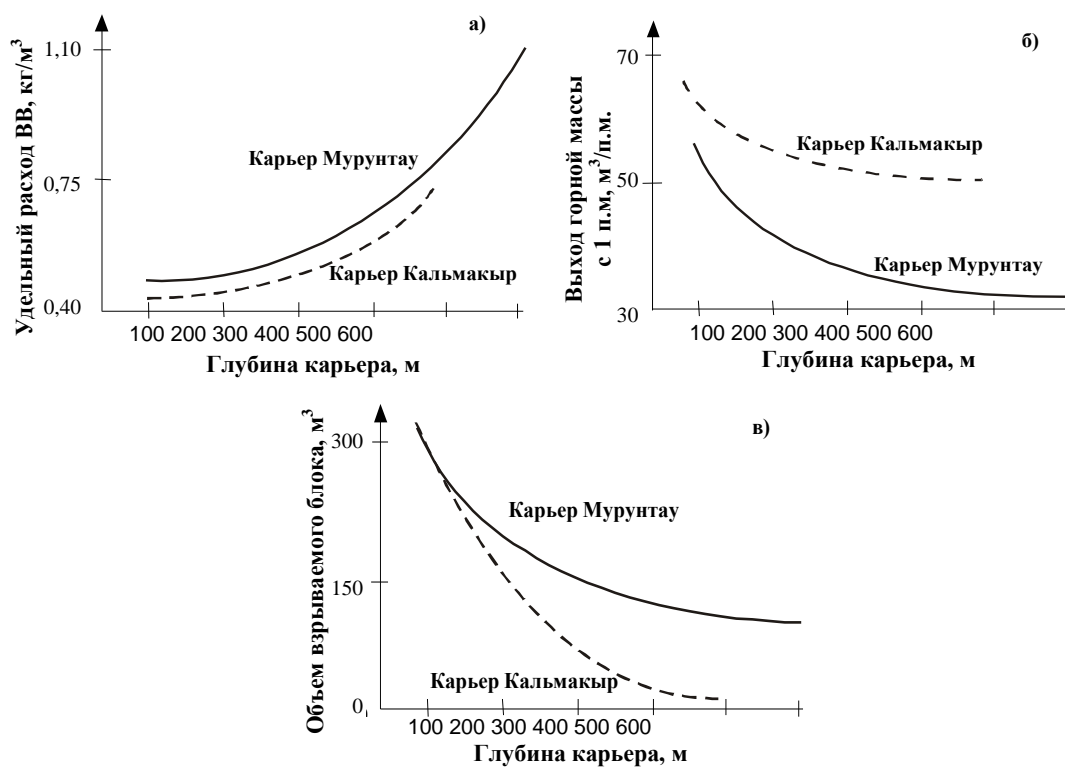 а)
Удельный расход ВВ, кг/м³
1,10
0,75
0,40
Карьер Мурунтау
Карьер Кальмакыр
100 200 300 400 500 600
Глубина карьера, м
б)
Выход горной массы
с 1 п.м, м³/п.м.
70
50
30
Карьер Кальмакыр
Карьер Мурунтау
100 200 300 400 500 600
Глубина карьера, м
в)
Объем взрываемого блока, м³
300
150
0,
Карьер Мурунтау
Карьер Кальмакыр
100 200 300 400 500 600
Глубина карьера, м